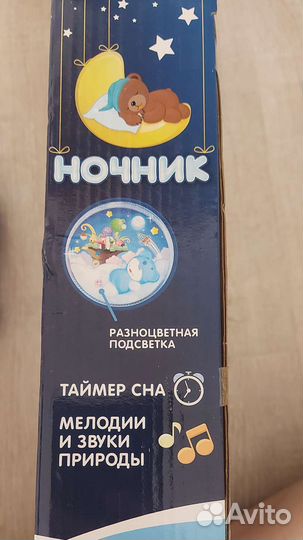 НОЧНИК
РАЗНОЦВЕТНАЯ
ПОДСВЕТКА
ТАЙМЕР СНА
МЕЛОДИИ
И ЗВУКИ
ПРИРОДЫ
Avito